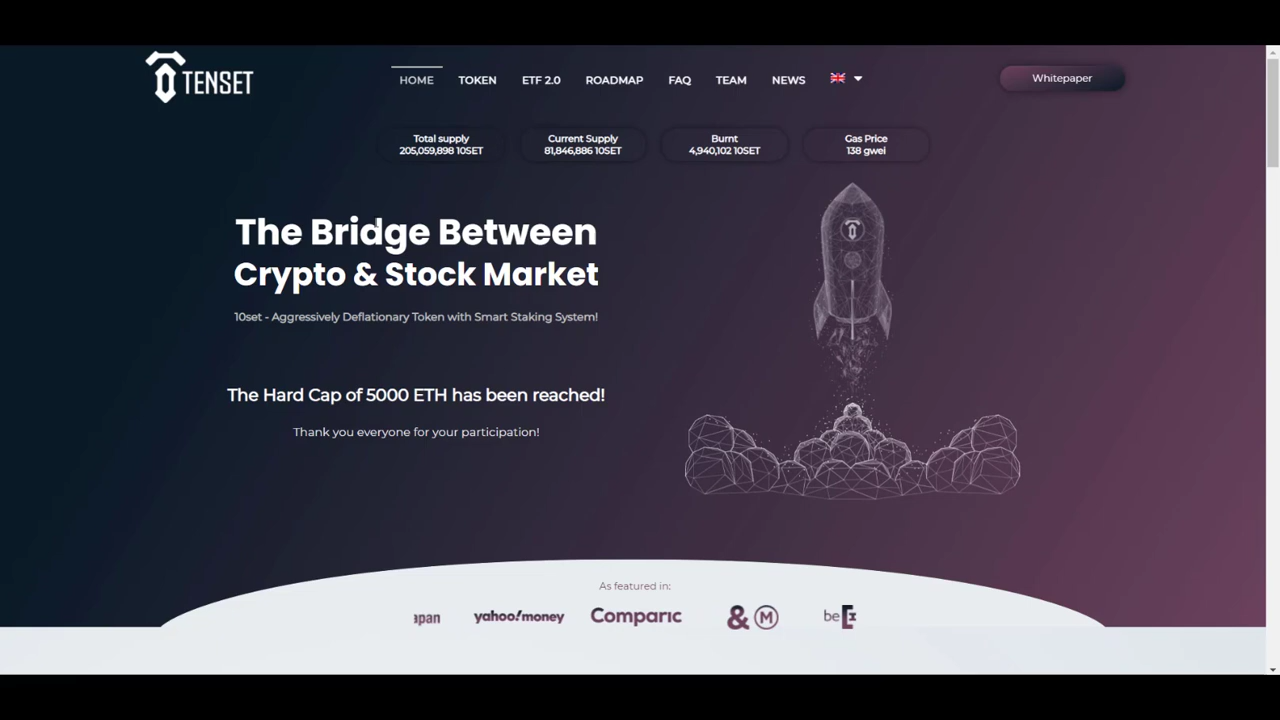 TENSET
HOME
TOKEN
ETF 2.0
ROADMAP
FAQ
TEAM
NEWS
Whitepaper
Total supply
205,059,898 10SET
Current Supply
81,846,886 10SET
Burnt
4,940,102 10SET
Gas Price
138 gwei
The Bridge Between
Crypto & Stock Market
10set - Aggressively Deflationary Token with Smart Staking System!
The Hard Cap of 5000 ETH has been reached!
Thank you everyone for your participation!
As featured in:
apan
yahoo!money
Comparic
& M
be